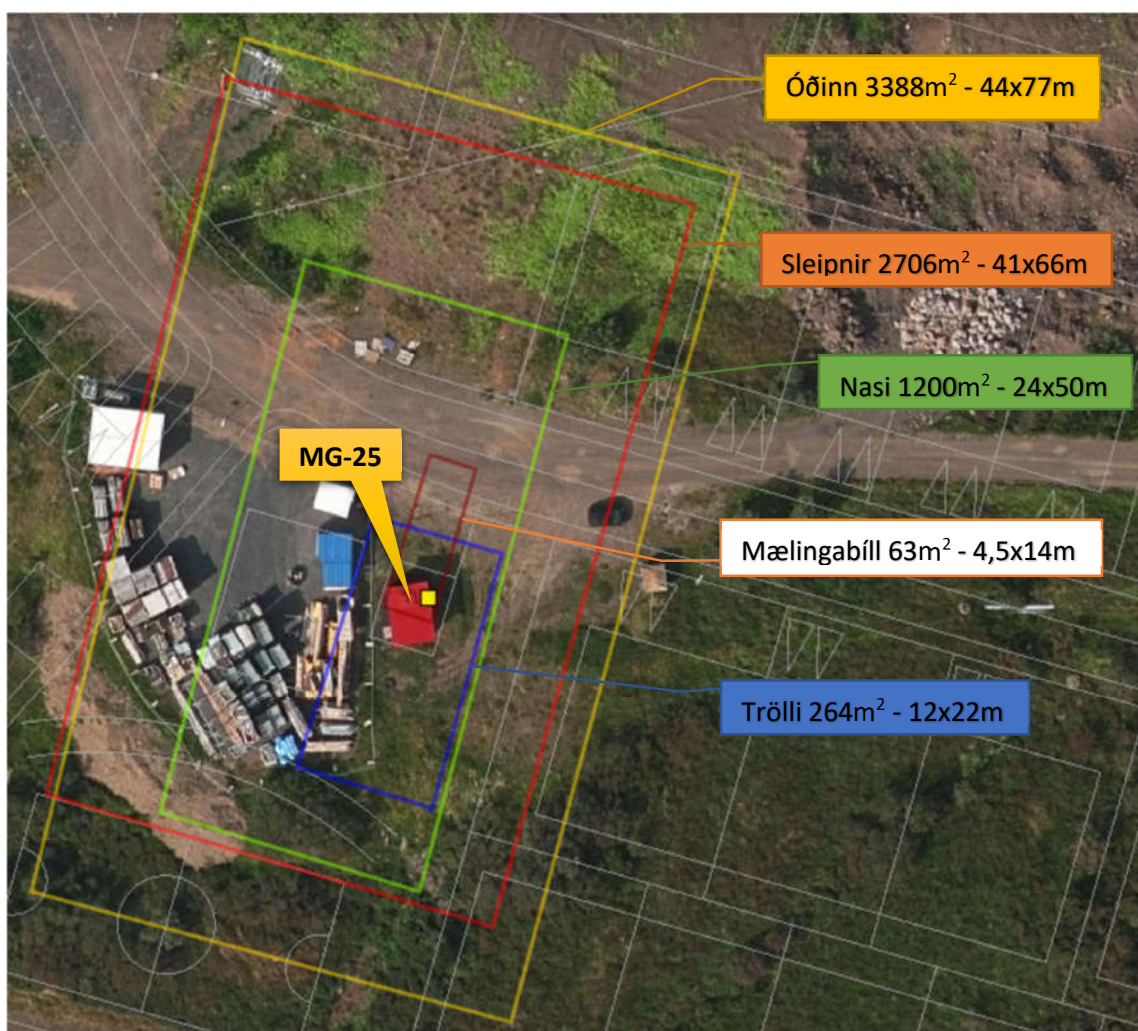 Óðinn 3388m² - 44x77m
Sleipnir 2706m² - 41x66m
Nasi 1200m² - 24x50m
MG-25
Mælingabíll 63m² - 4,5x14m
Trölli 264m² - 12x22m